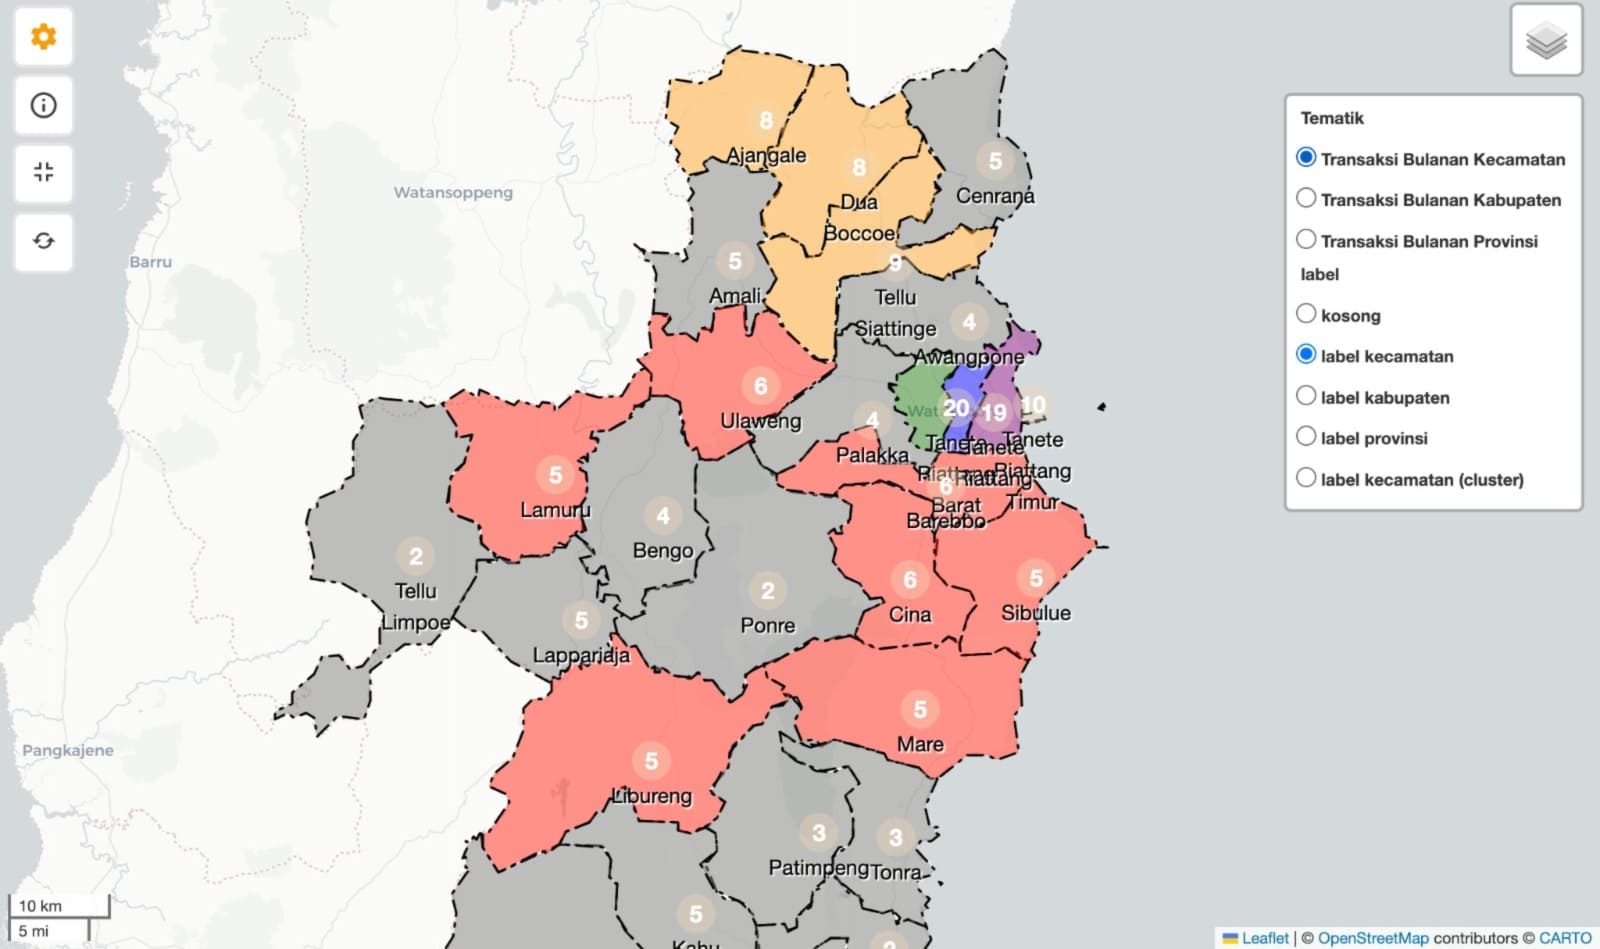 Tematik
Transaksi Bulanan Kecamatan
Transaksi Bulanan Kabupaten
Transaksi Bulanan Provinsi
label
kosong
label kecamatan
label kabupaten
label provinsi
label kecamatan (cluster)
8
Ajangale
8
Dua
Boccoe
5
Cenrana
Watansoppeng
Barru
5
Amali
9
Tellu
Siattinge
4
Awangpone
6
Ulaweng
4
Palakka
20
Tanete
Riattang
Barat
19
Tanete
Riattang
10
Tanete
Riattang
Timur
6
Barebbo
5
Lamuru
4
Bengo
2
Tellu
Limpoe
2
Ponre
6
Cina
5
Sibulue
5
Lappariaja
5
Mare
Pangkajene
5
Libureng
3
Patimpeng
3
Tonra
5
Kahu
10 km
5 mi
Leaflet | © OpenStreetMap contributors © CARTO